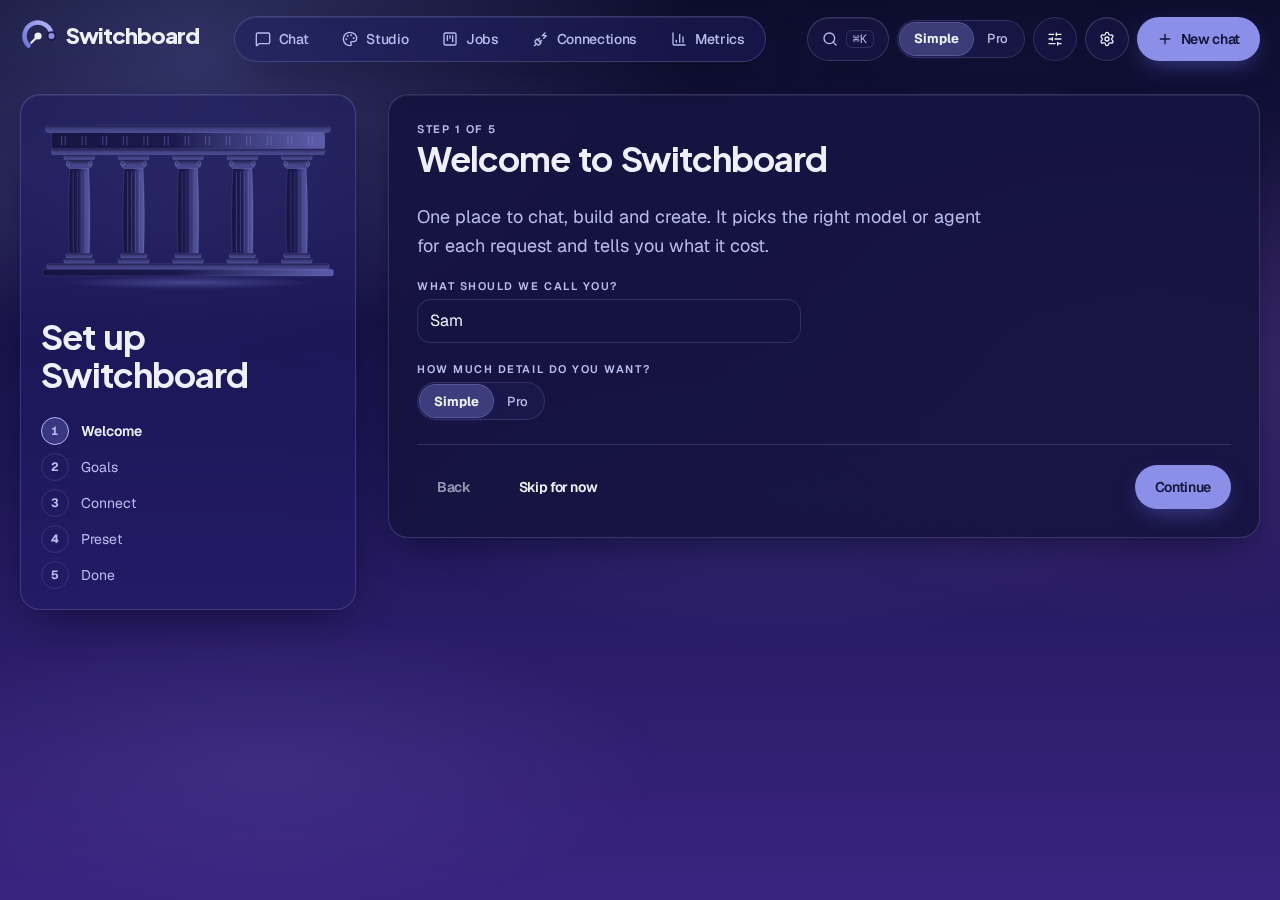 Switchboard
Chat
Studio
Jobs
Connections
Metrics
⌘K
Simple
Pro
New chat
Set up
Switchboard
1 Welcome
2 Goals
3 Connect
4 Preset
5 Done
STEP 1 OF 5
Welcome to Switchboard
One place to chat, build and create. It picks the right model or agent
for each request and tells you what it cost.
WHAT SHOULD WE CALL YOU?
Sam
HOW MUCH DETAIL DO YOU WANT?
Simple
Pro
Back
Skip for now
Continue